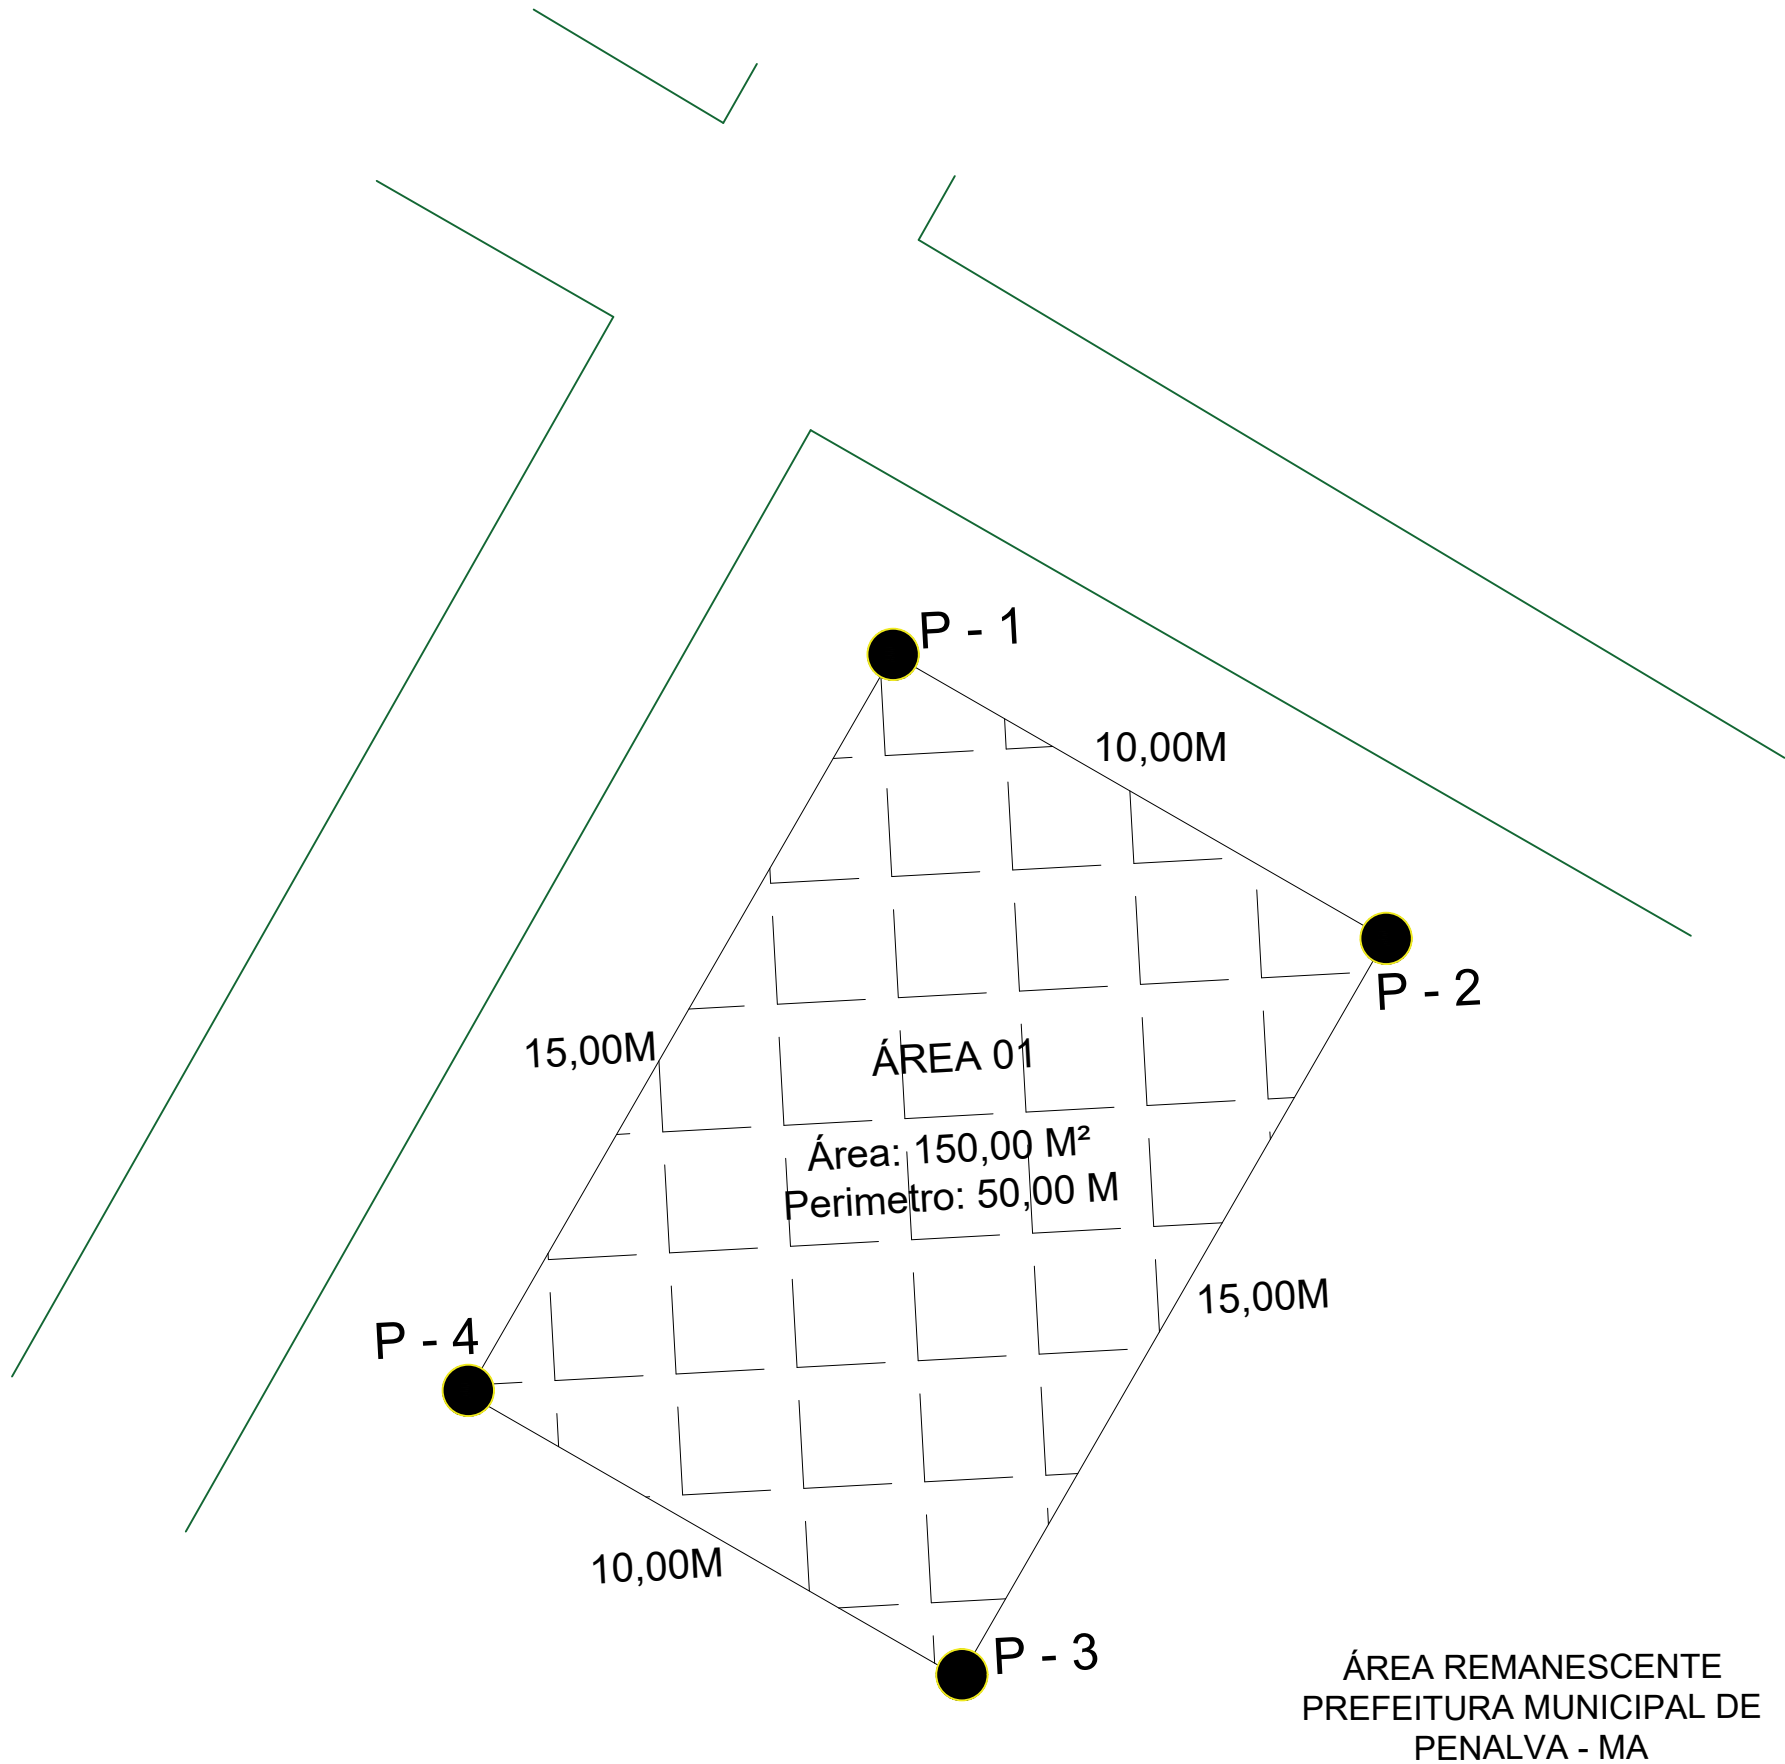 P - 1
10,00M
P - 2
15,00M
ÁREA 01
Área: 150,00 M²
Perimetro: 50,00 M
15,00M
P - 4
10,00M
P - 3
ÁREA REMANESCENTE
PREFEITURA MUNICIPAL DE
PENALVA - MA